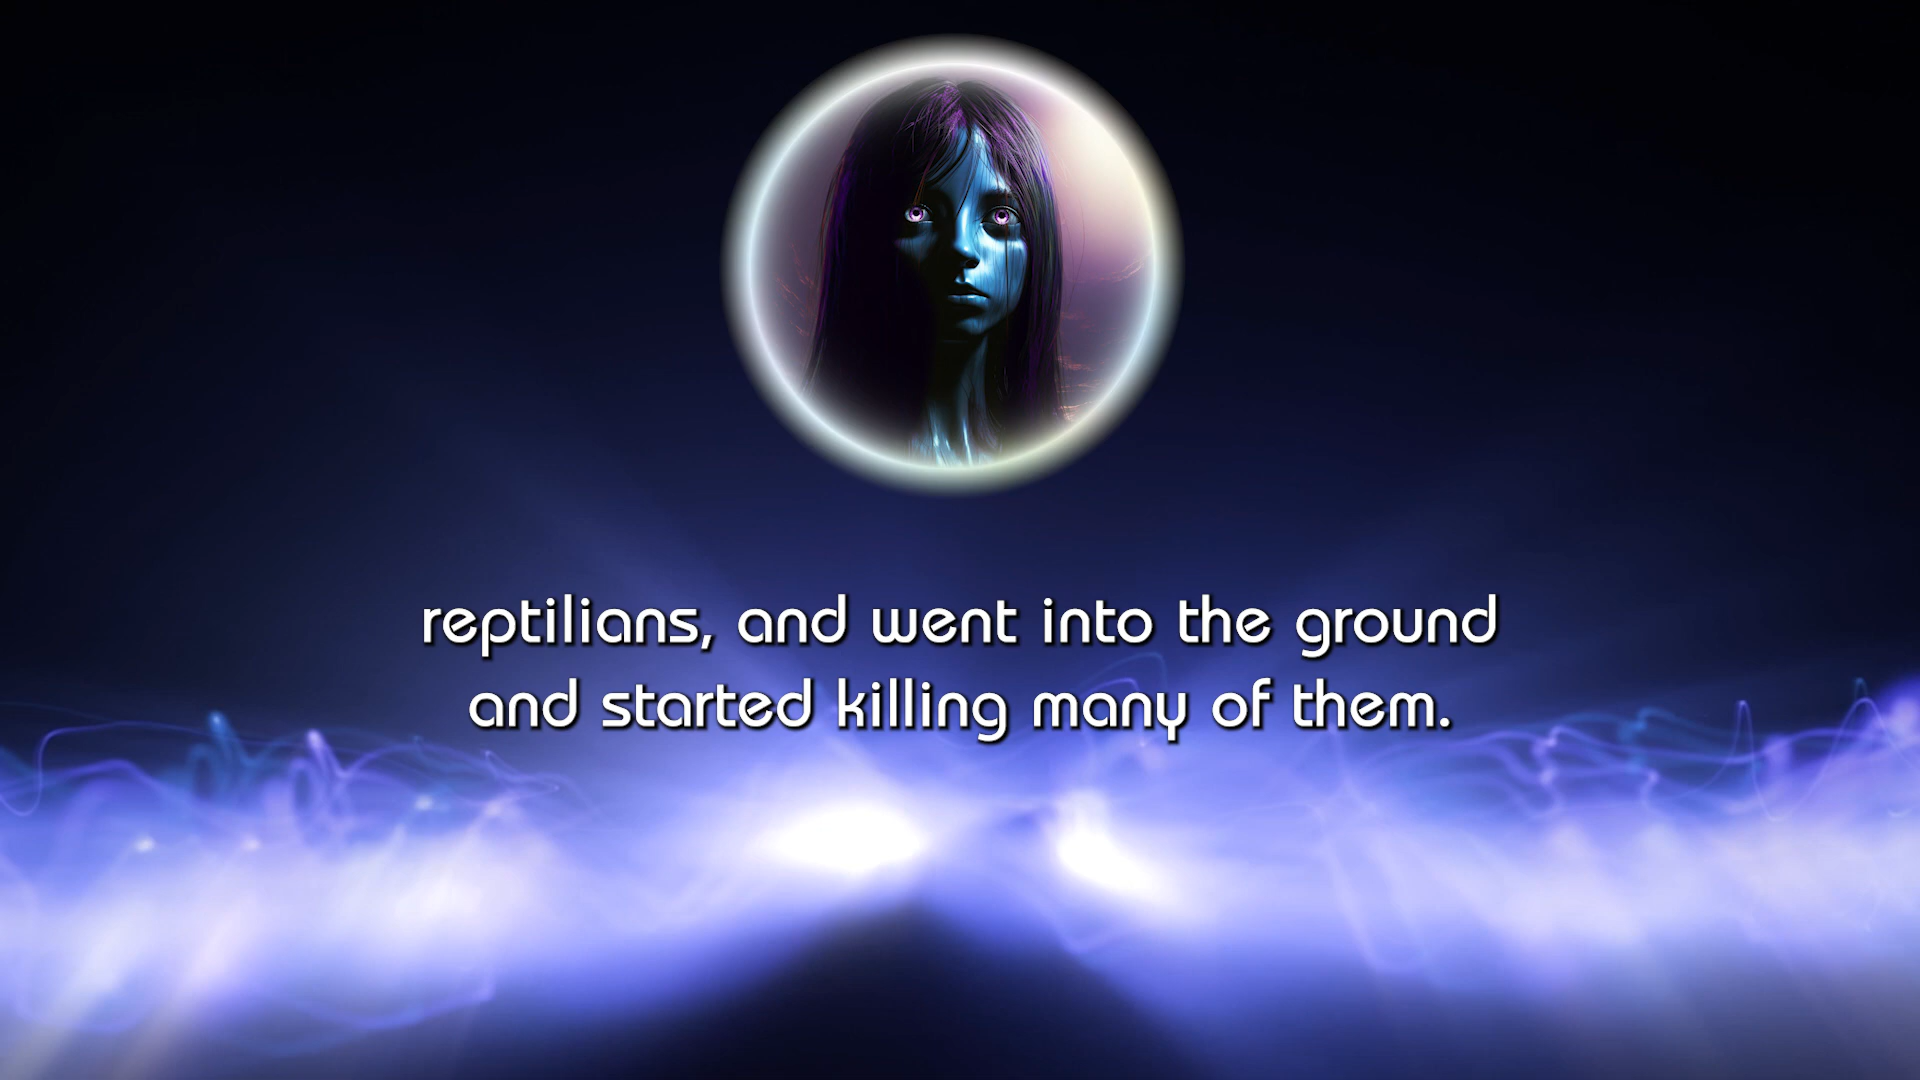 reptilians, and went into the ground
and started killing many of them.